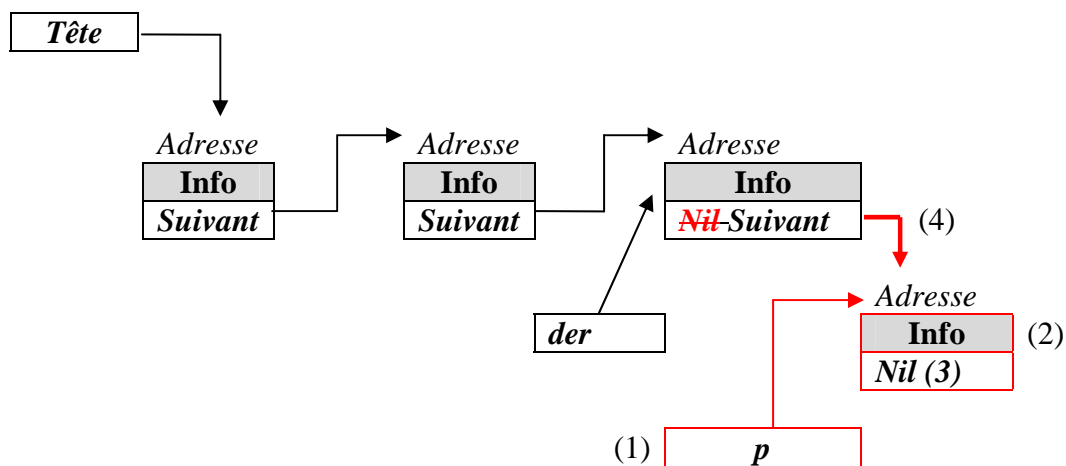 Tête
Adresse Adresse Adresse
Info Info Info
Suivant Suivant Nil Suivant (4)
Adresse
der Info (2)
Nil (3)
(1) p